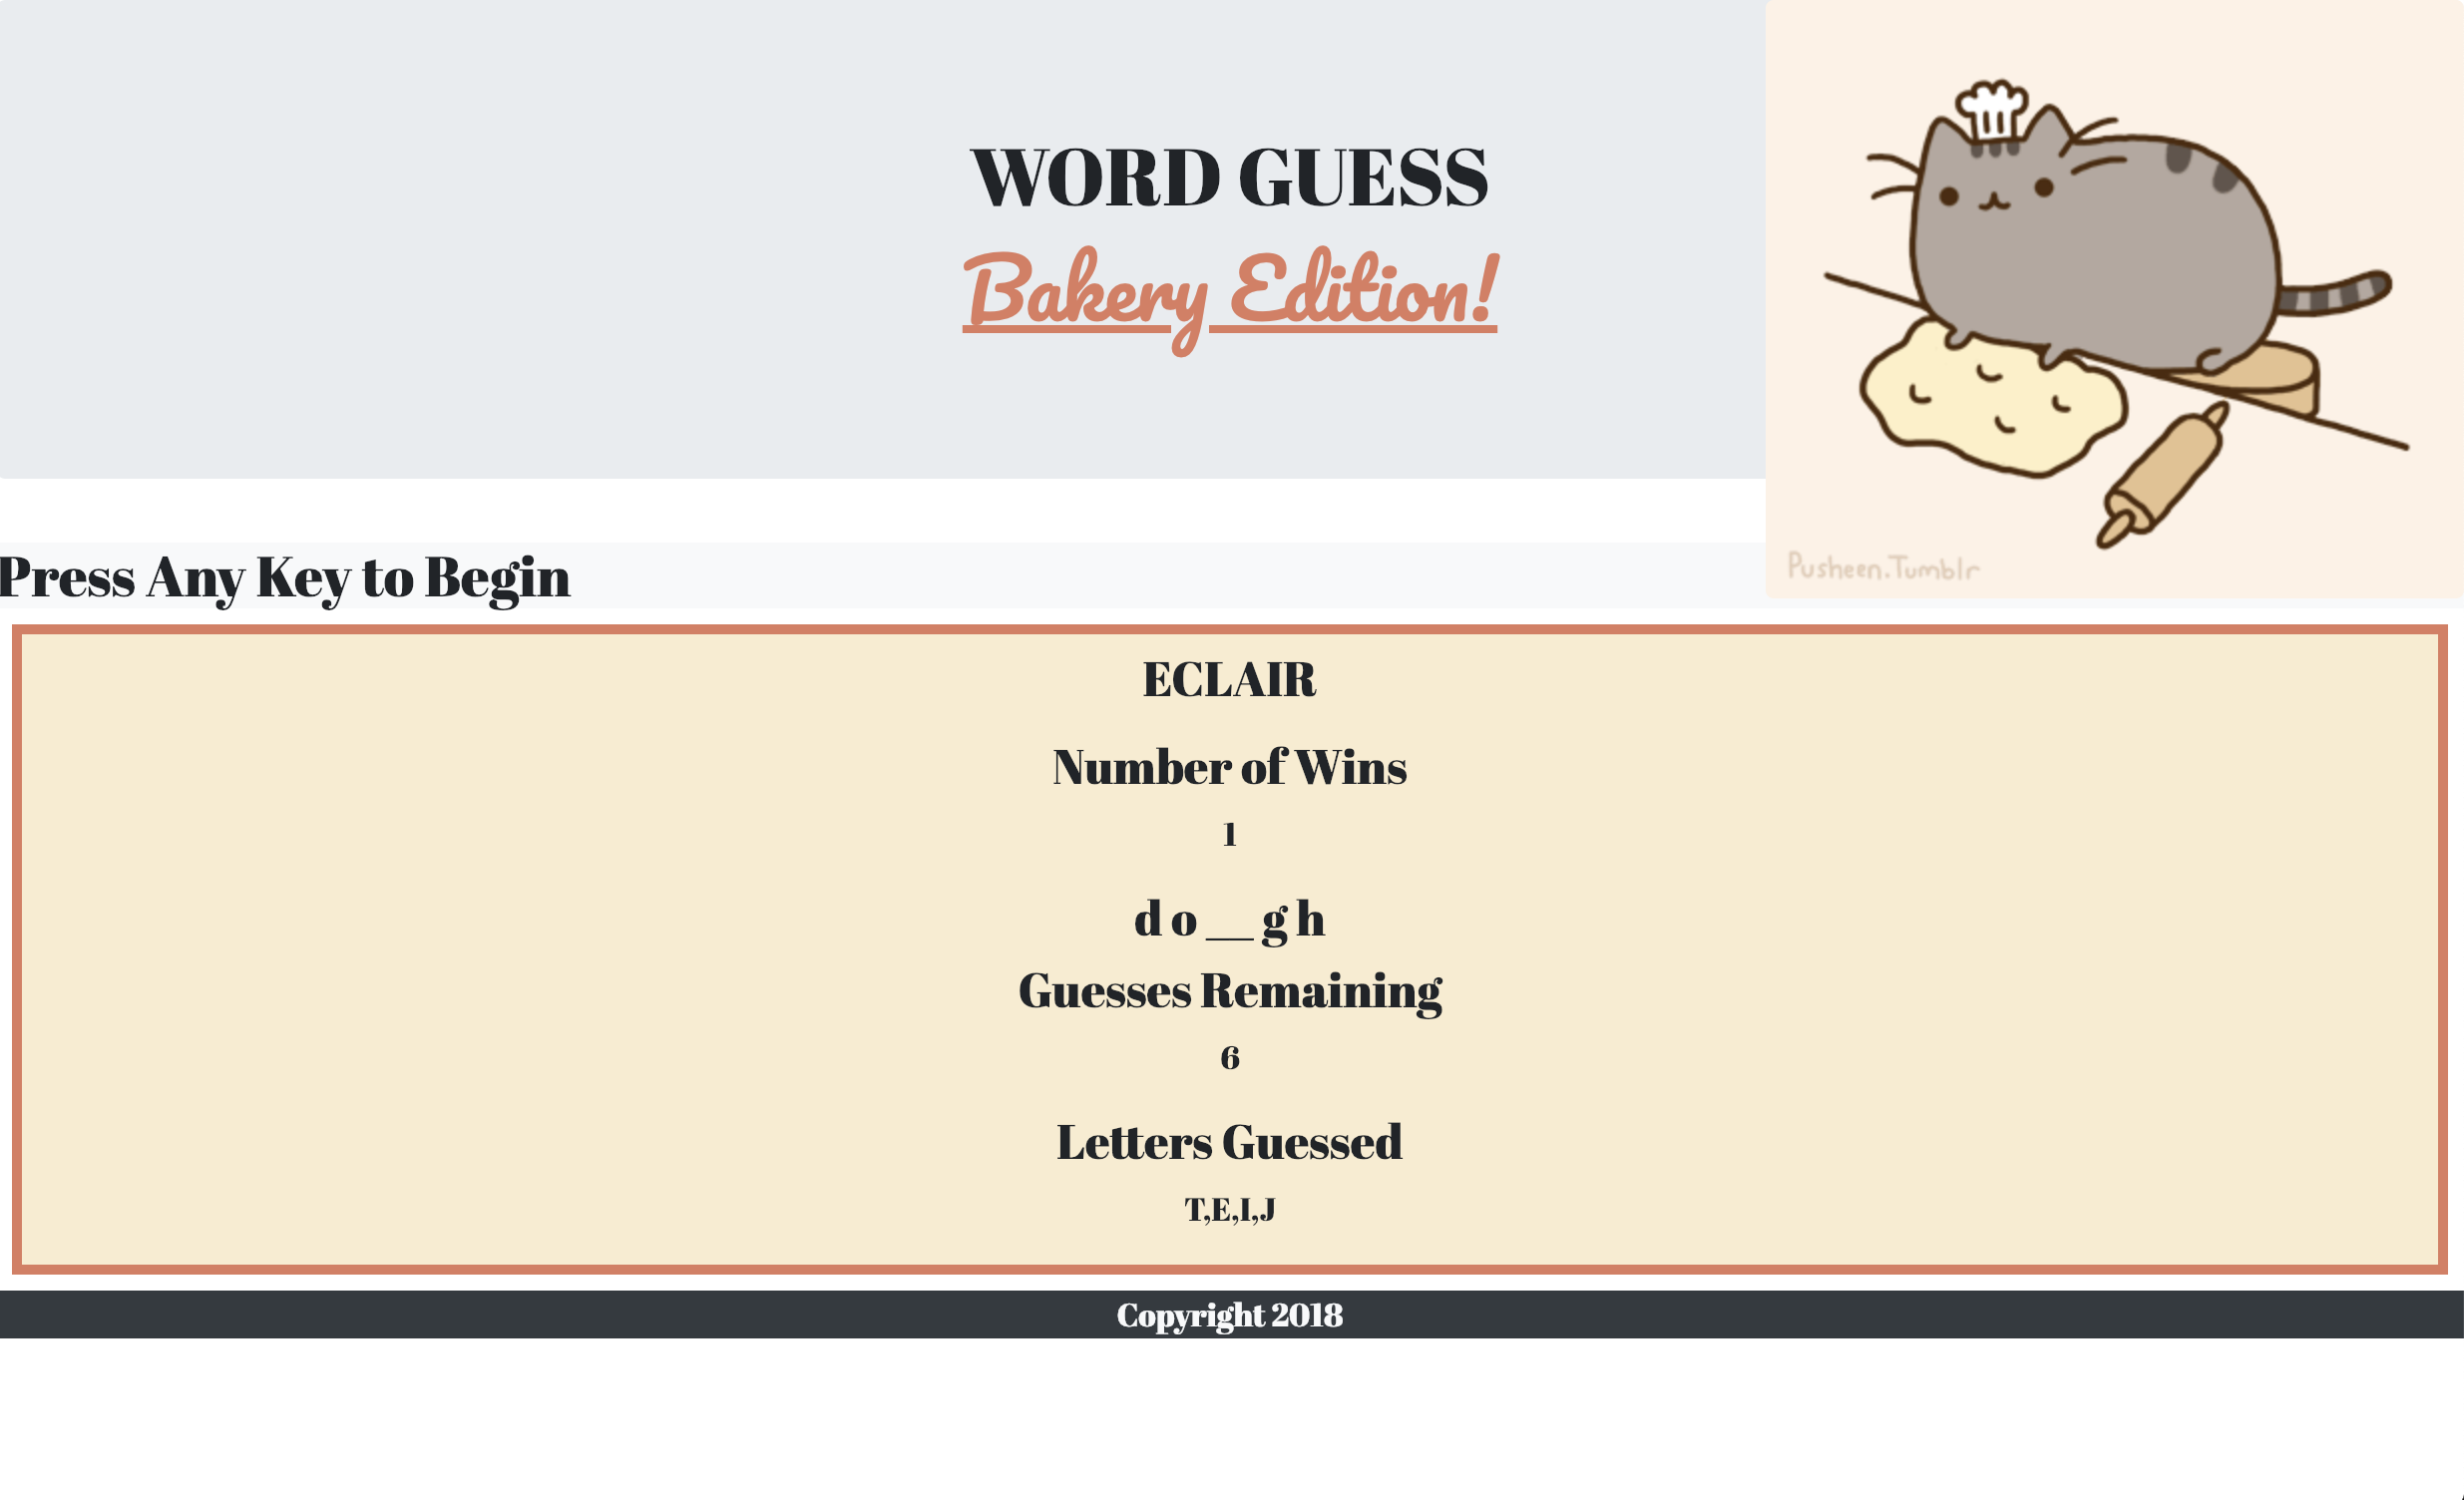 WORD GUESS
Bakery Edition!
Pusheen.Tumblr
Press Any Key to Begin
ECLAIR
Number of Wins
1
d o __ g h
Guesses Remaining
6
Letters Guessed
T,E,I,J
Copyright 2018